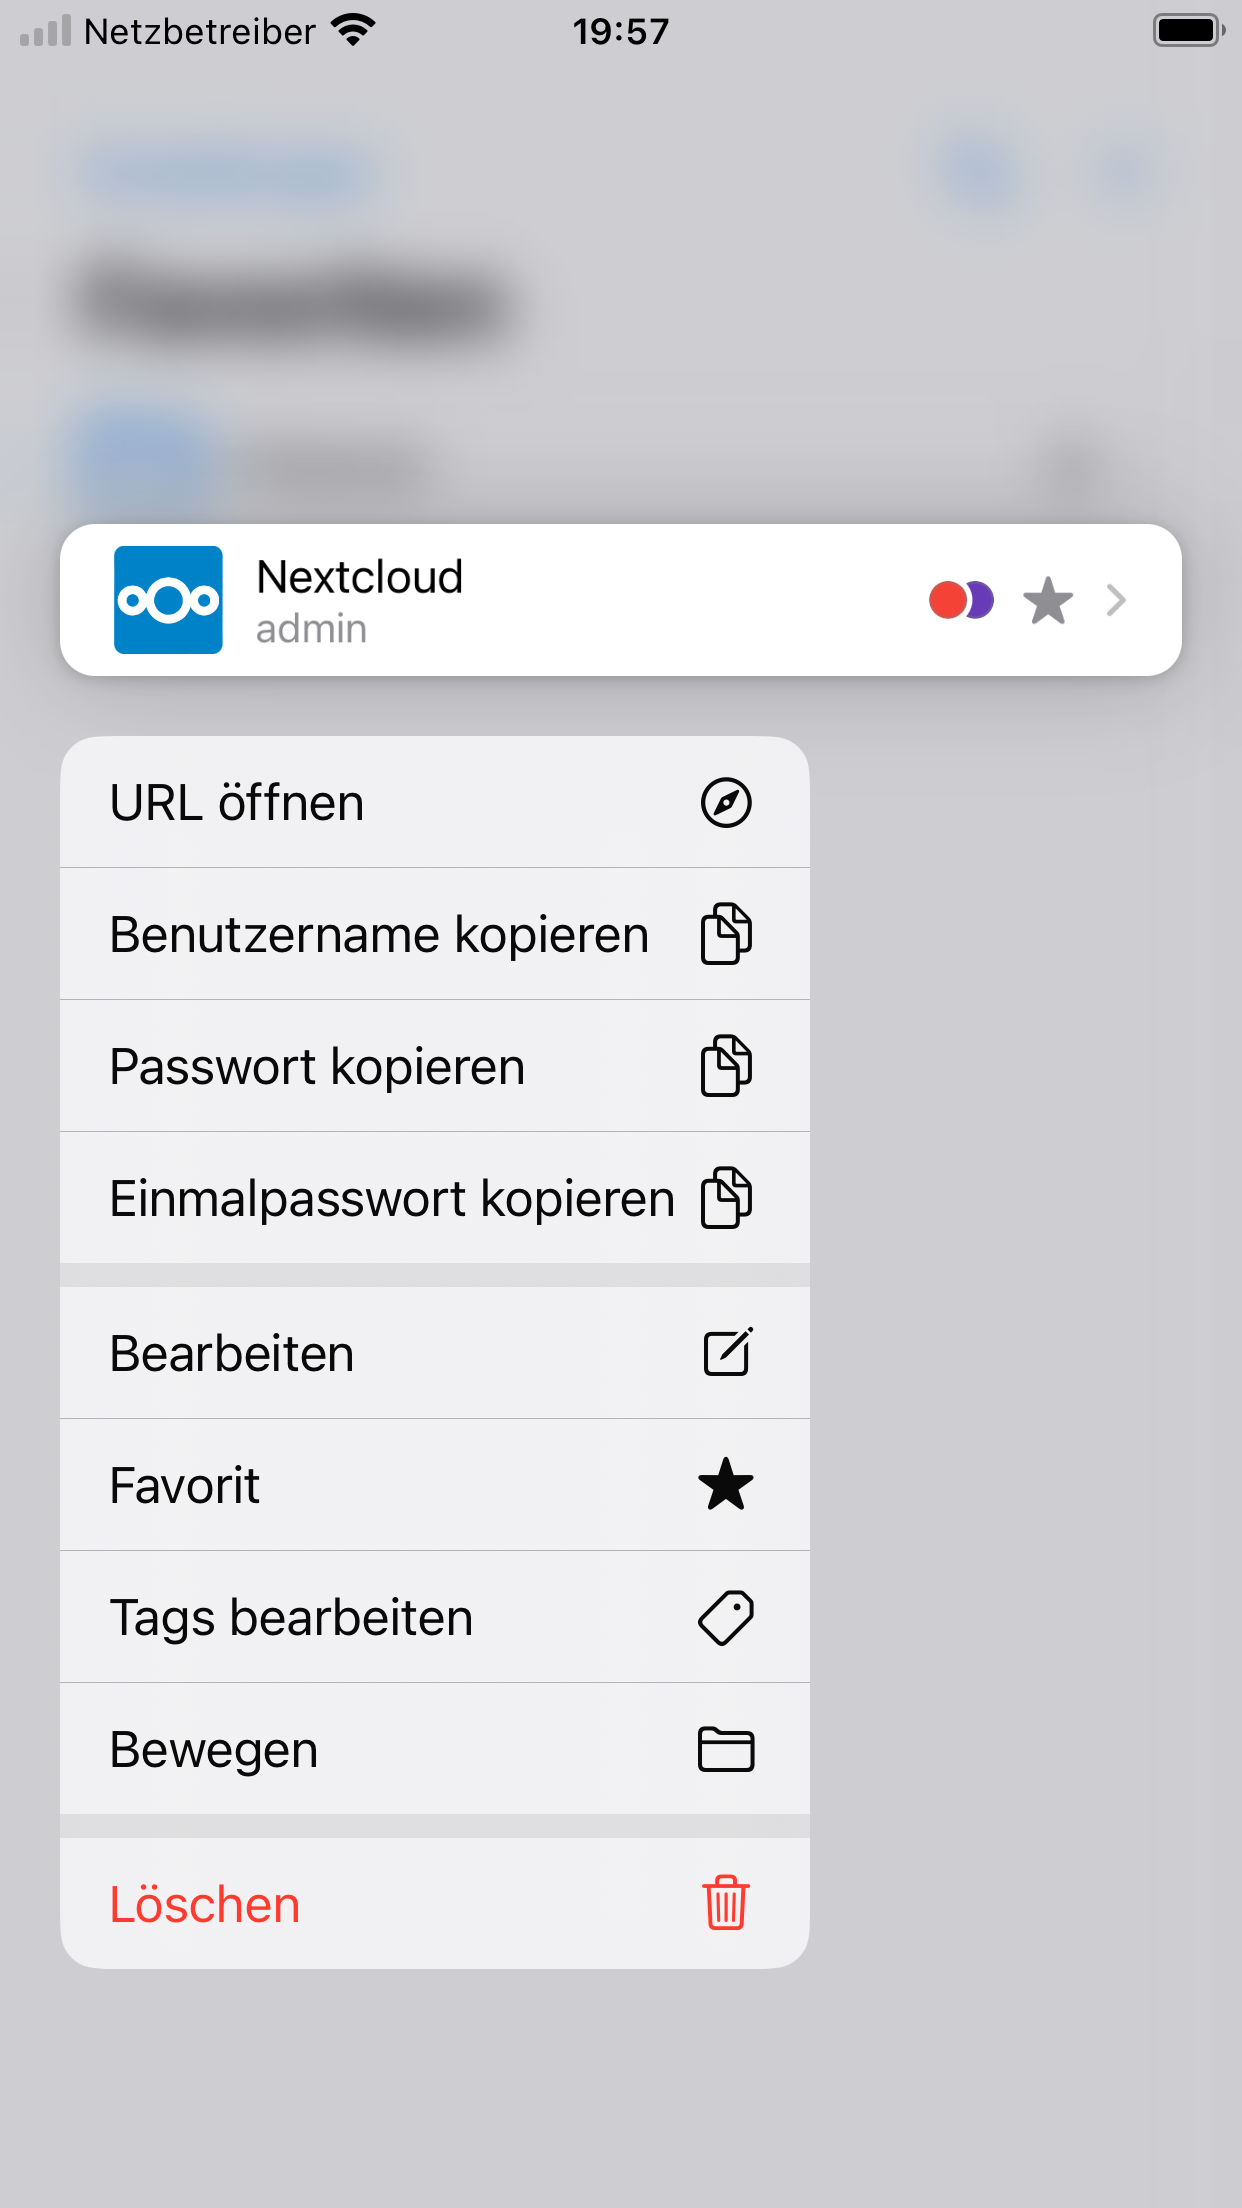 Netzbetreiber 19:57
Nextcloud
admin
URL öffnen
Benutzername kopieren
Passwort kopieren
Einmalpasswort kopieren
Bearbeiten
Favorit
Tags bearbeiten
Bewegen
Löschen